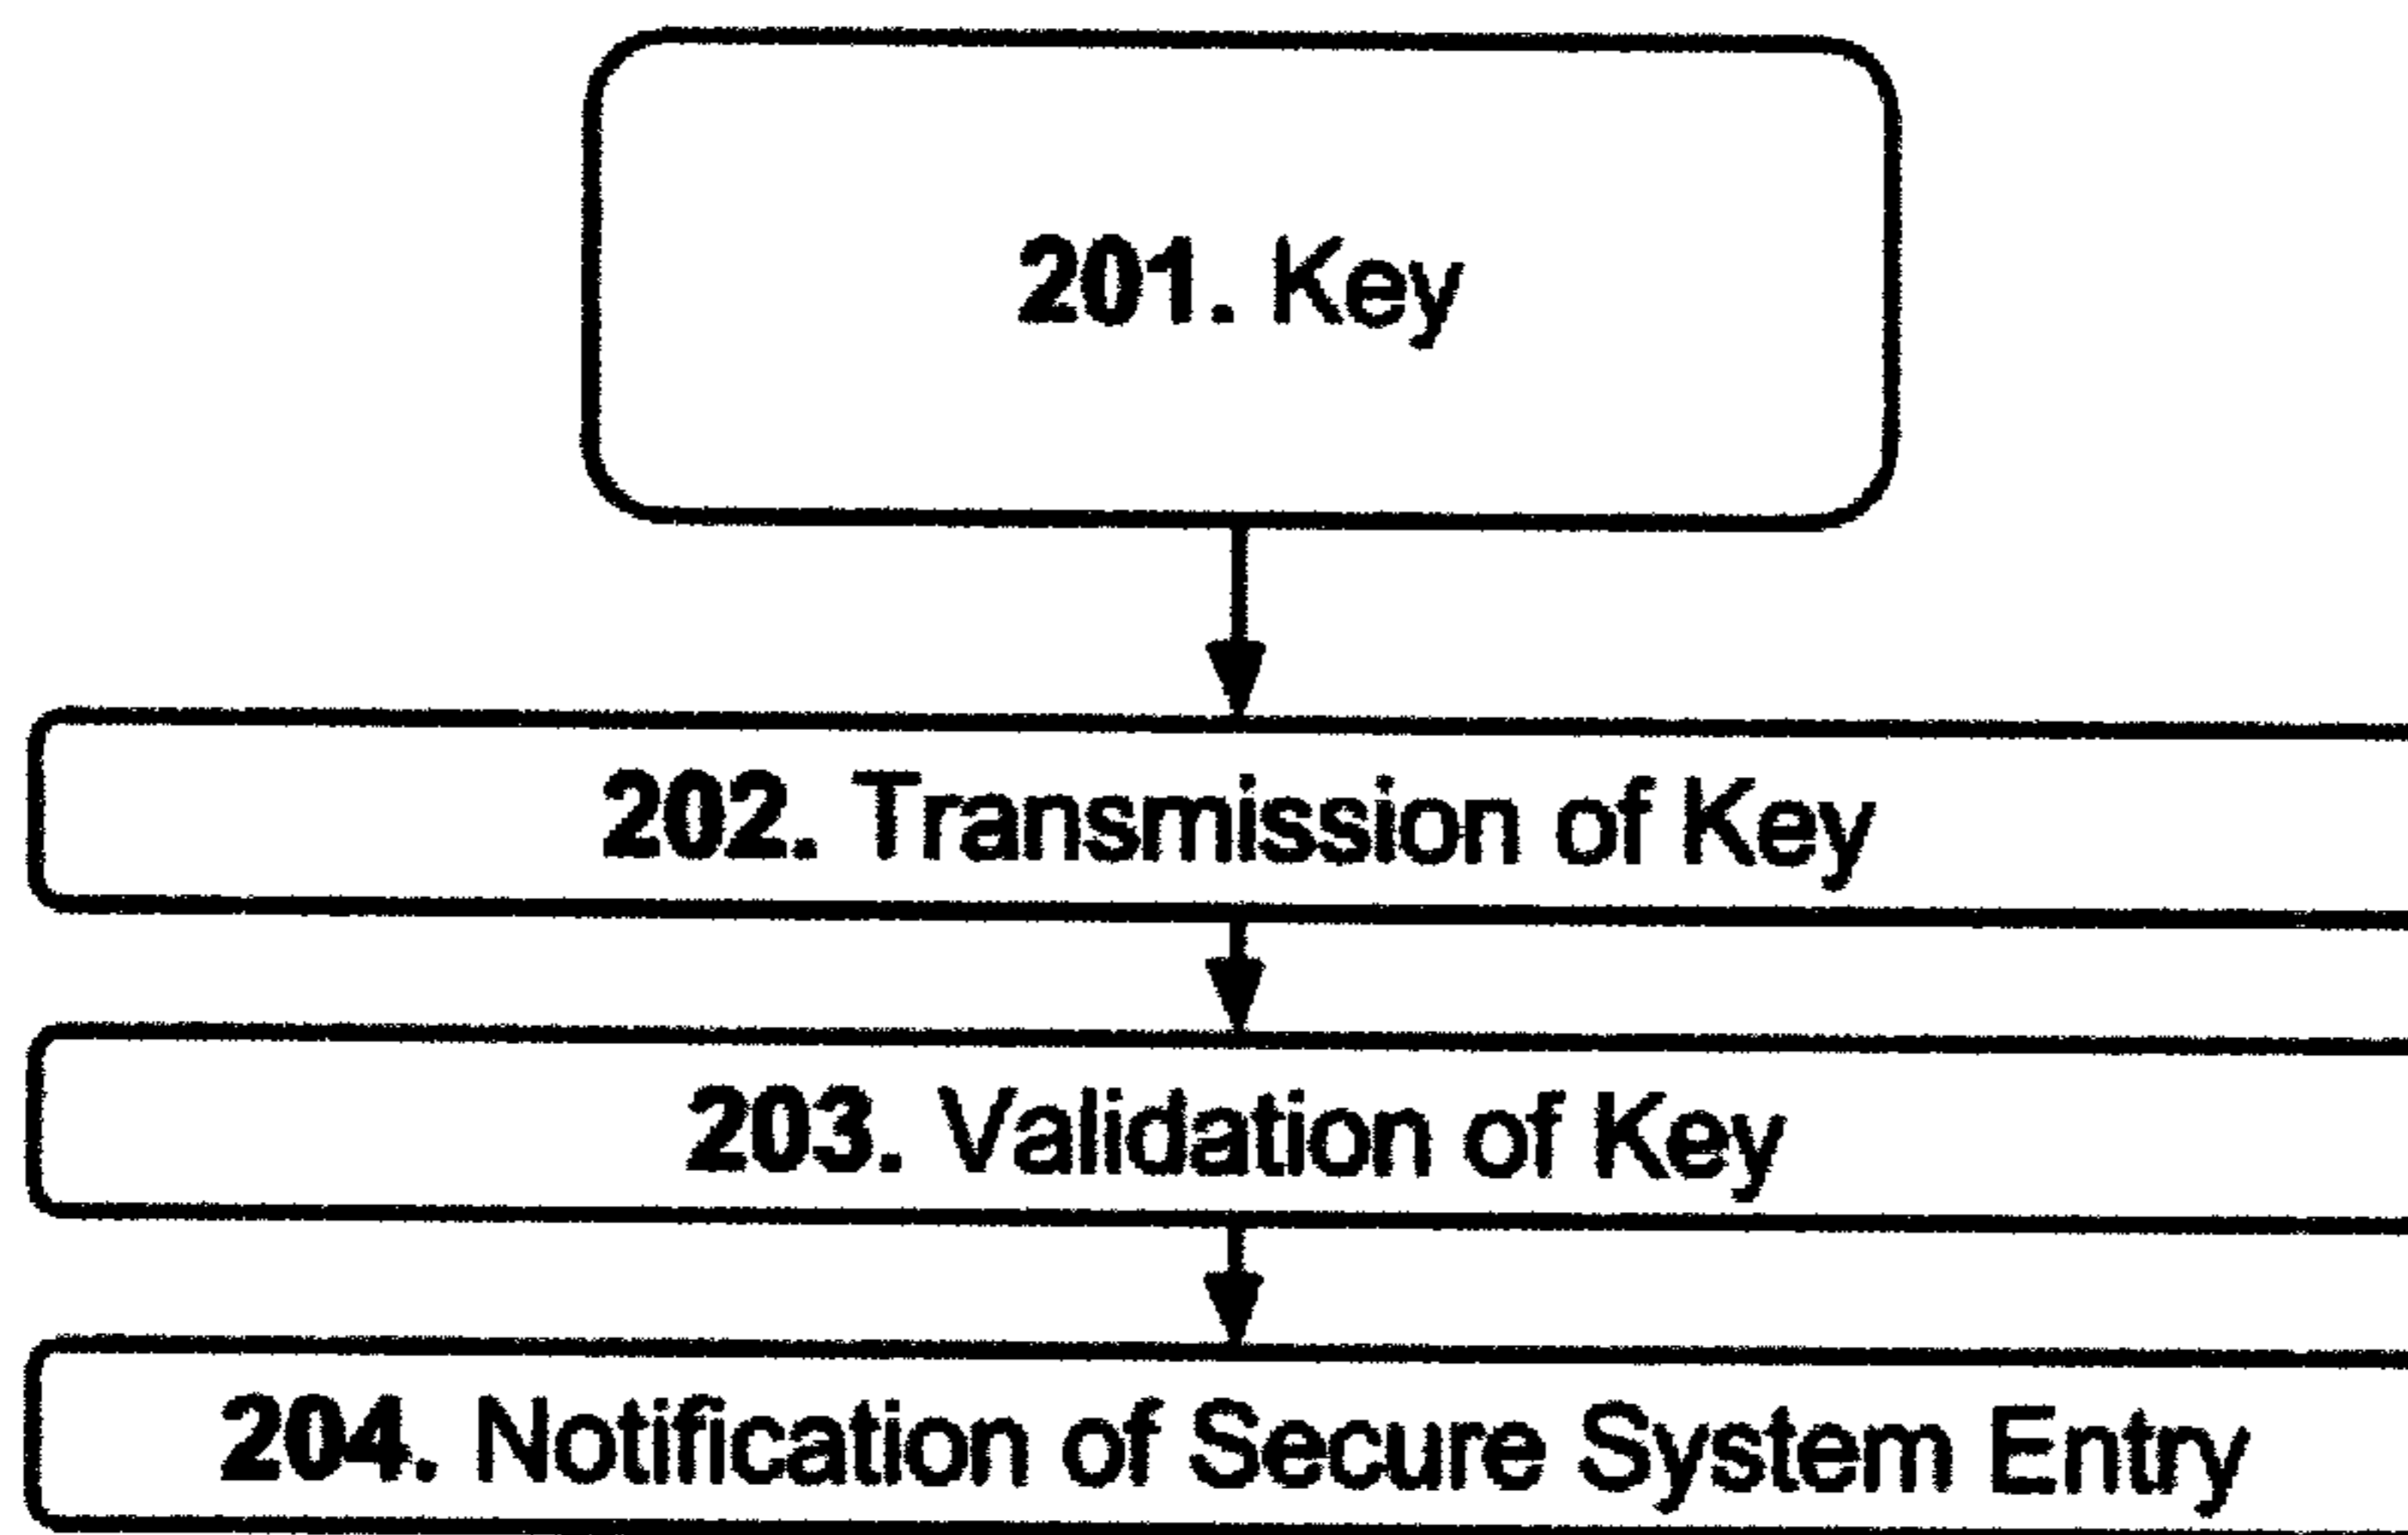 201. Key
202. Transmission of Key
203. Validation of Key
204. Notification of Secure System Entry